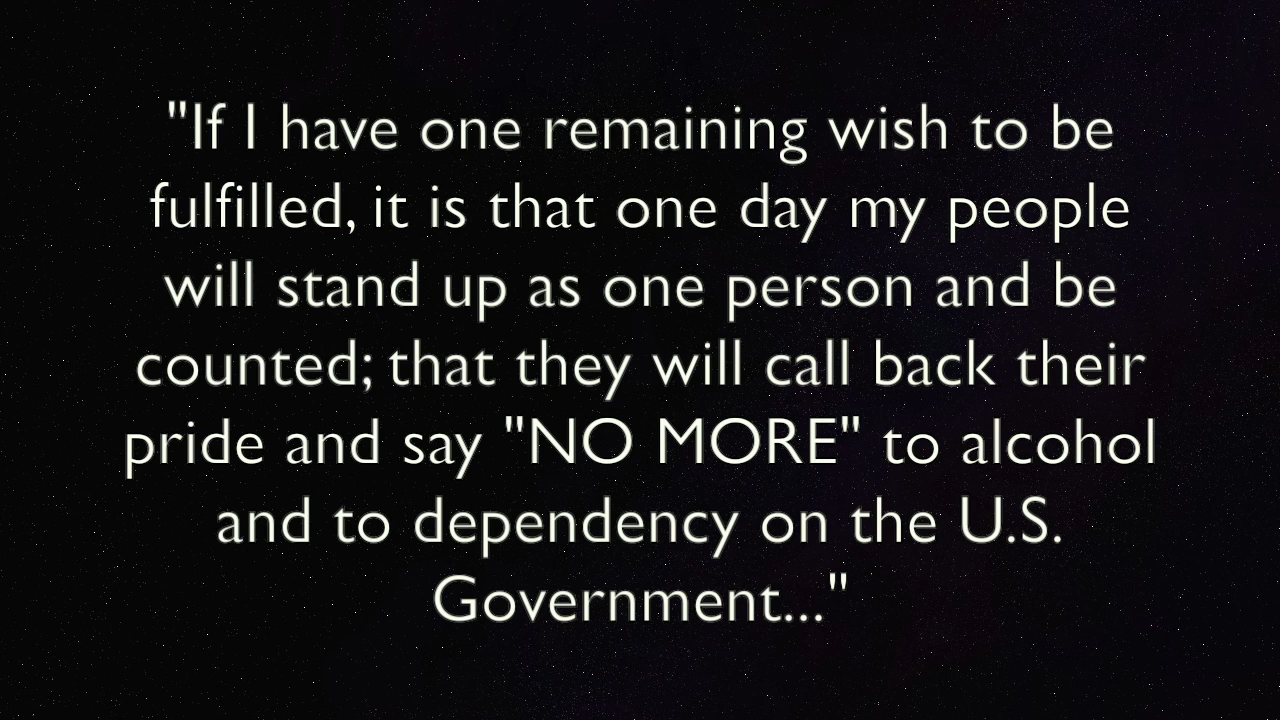 "If I have one remaining wish to be
fulfilled, it is that one day my people
will stand up as one person and be
counted; that they will call back their
pride and say "NO MORE" to alcohol
and to dependency on the U.S.
Government..."